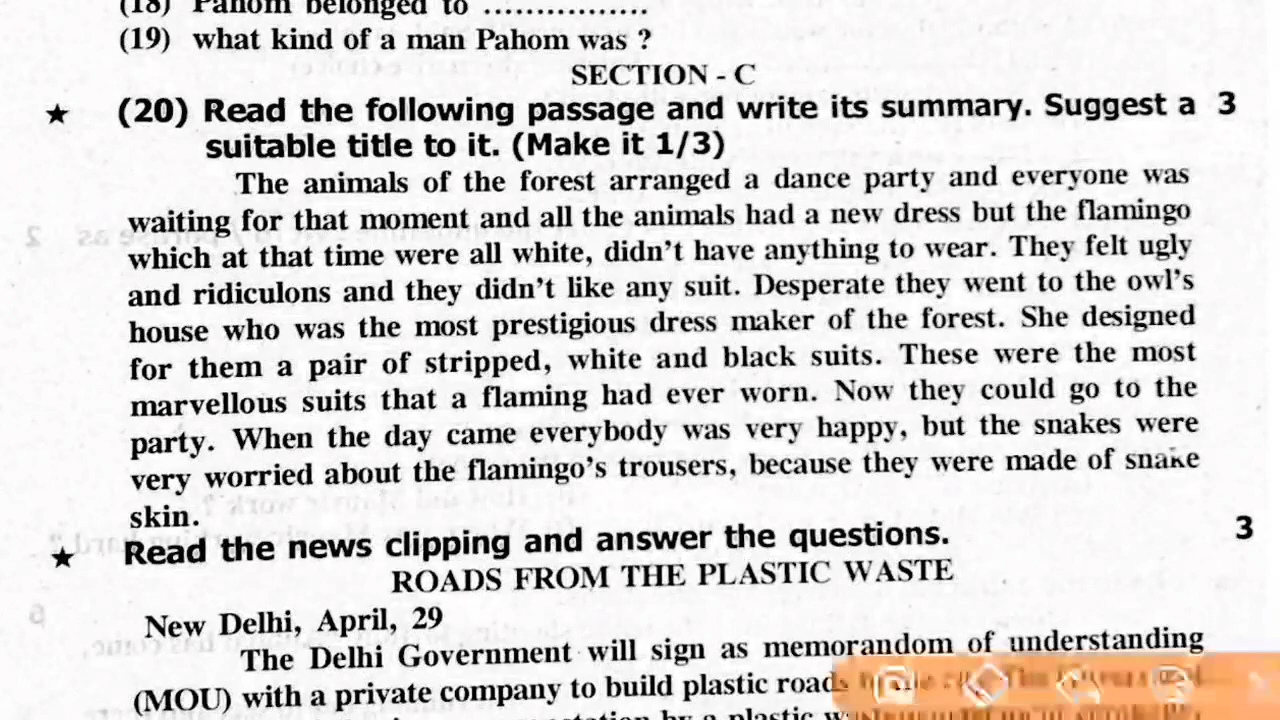 (18) Pahom belonged to ................
(19) what kind of a man Pahom was ?
SECTION - C
★ (20) Read the following passage and write its summary. Suggest a 3
suitable title to it. (Make it 1/3)
The animals of the forest arranged a dance party and everyone was
waiting for that moment and all the animals had a new dress but the flamingo
which at that time were all white, didn't have anything to wear. They felt ugly
and ridiculons and they didn't like any suit. Desperate they went to the owl's
house who was the most prestigious dress maker of the forest. She designed
for them a pair of stripped, white and black suits. These were the most
marvellous suits that a flaming had ever worn. Now they could go to the
party. When the day came everybody was very happy, but the snakes were
very worried about the flamingo's trousers, because they were made of snake
skin.
★ Read the news clipping and answer the questions. 3
ROADS FROM THE PLASTIC WASTE
New Delhi, April, 29
The Delhi Government will sign as memorandum of understanding
(MOU) with a private company to build plastic roads
by a plastic